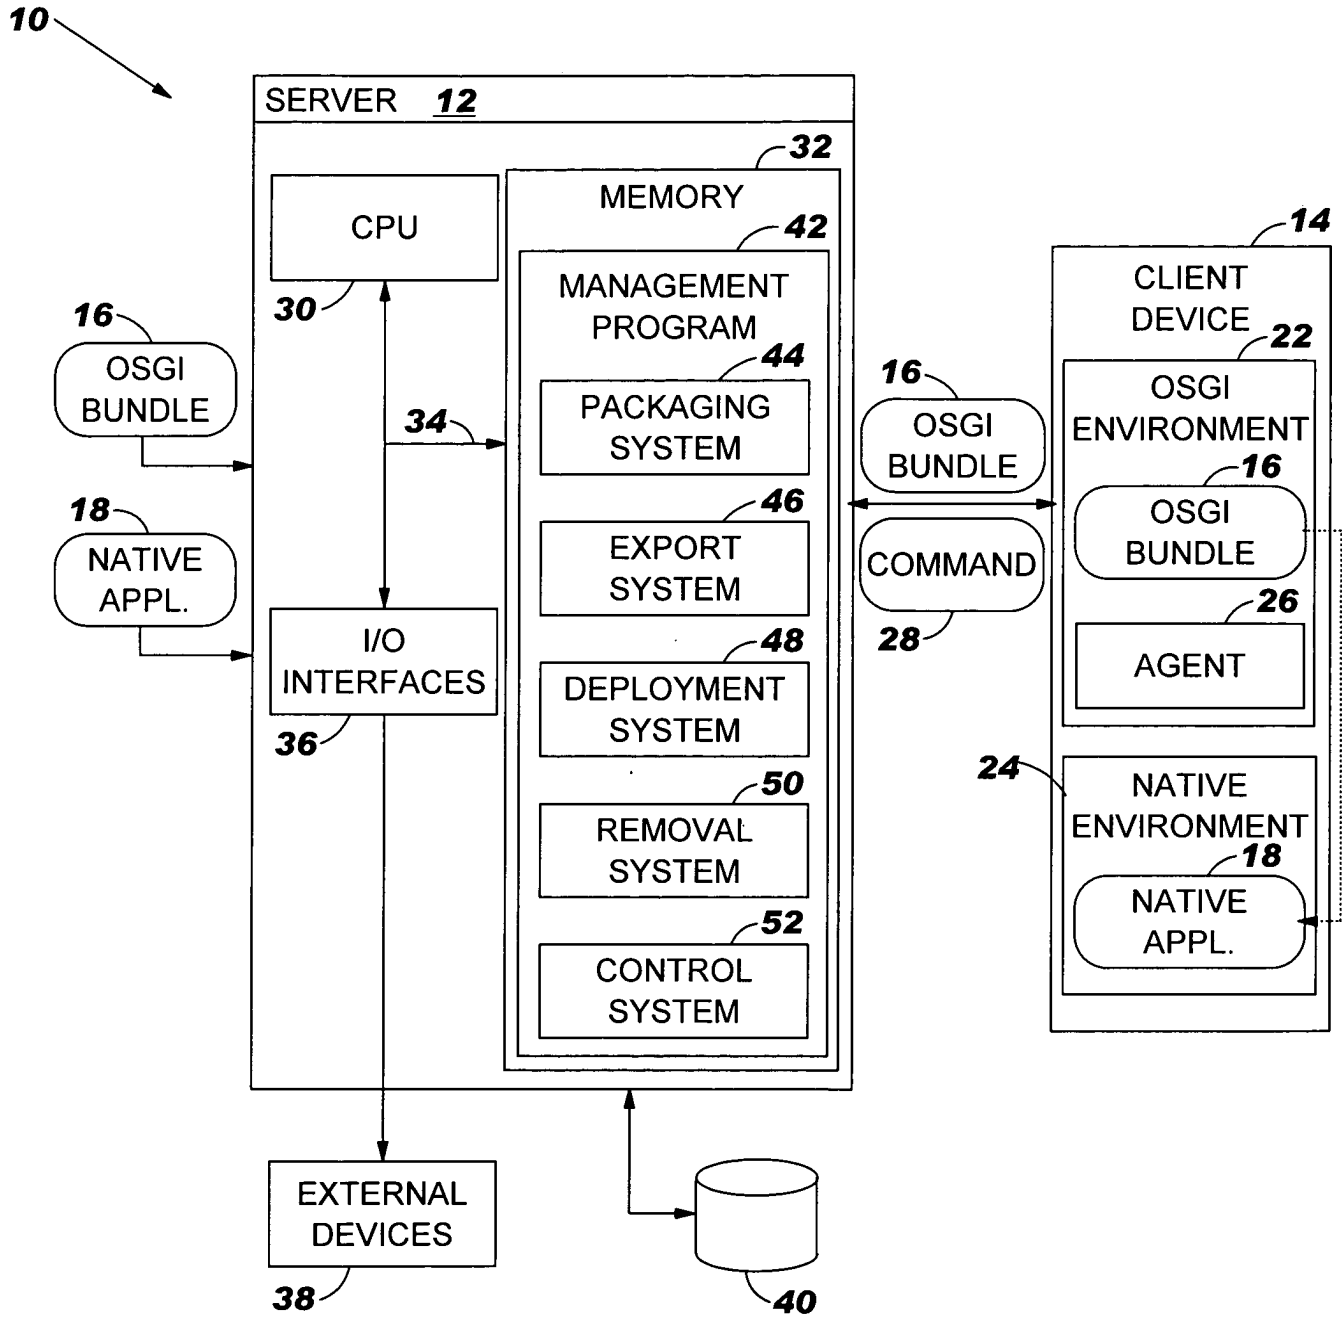 10
SERVER 12
32
MEMORY
CPU
30
42
MANAGEMENT
PROGRAM
14
CLIENT
DEVICE
16
OSGI
BUNDLE
34
44
PACKAGING
SYSTEM
16
OSGI
BUNDLE
22
OSGI
ENVIRONMENT
16
OSGI
BUNDLE
18
NATIVE
APPL.
46
EXPORT
SYSTEM
COMMAND
28
26
AGENT
I/O
INTERFACES
36
48
DEPLOYMENT
SYSTEM
24
NATIVE
ENVIRONMENT
18
NATIVE
APPL.
50
REMOVAL
SYSTEM
52
CONTROL
SYSTEM
EXTERNAL
DEVICES
38
40